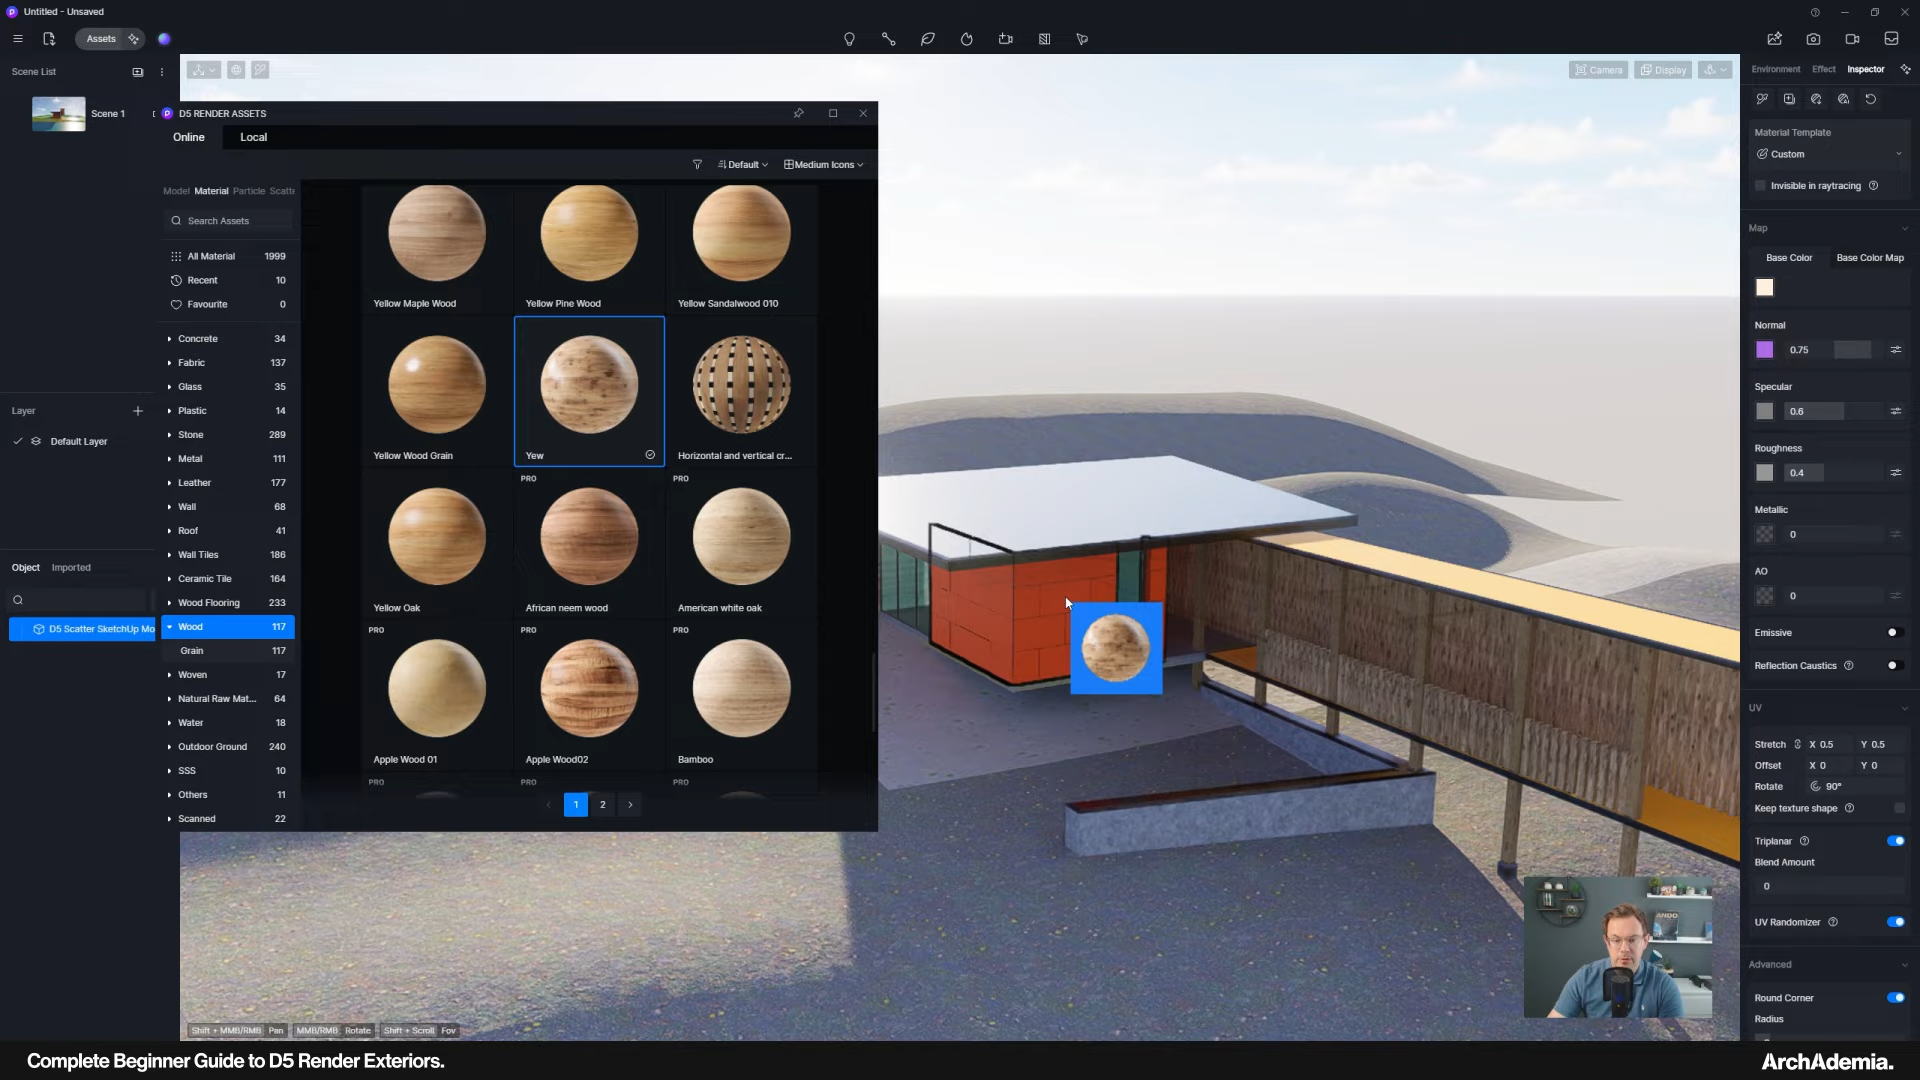 Untitled - Unsaved
Assets
Scene List
Scene 1
Layer
Default Layer
Object
Imported
D5 Scatter SketchUp Mo
D5 RENDER ASSETS
Online
Local
Default
Medium Icons
Model
Material
Particle
Scatt
Search Assets
All Material 1999
Recent 10
Favourite 0
Concrete 34
Fabric 137
Glass 35
Plastic 14
Stone 289
Metal 111
Leather 177
Wall 68
Roof 41
Wall Tiles 186
Ceramic Tile 164
Wood Flooring 233
Wood 117
Grain 117
Woven 17
Natural Raw Mat... 64
Water 18
Outdoor Ground 240
SSS 10
Others 11
Scanned 22
Yellow Maple Wood
Yellow Pine Wood
Yellow Sandalwood 010
Yellow Wood Grain
Yew
Horizontal and vertical cr...
PRO
PRO
Yellow Oak
African neem wood
American white oak
PRO
PRO
PRO
Apple Wood 01
Apple Wood02
Bamboo
PRO
PRO
PRO
1
2
Camera
Display
Shift + MMB/RMB Pan
MMB/RMB Rotate
Shift + Scroll Fov
ANDO
Environment
Effect
Inspector
Material Template
Custom
Invisible in raytracing
Map
Base Color
Base Color Map
Normal
0.75
Specular
0.6
Roughness
0.4
Metallic
0
AO
0
Emissive
Reflection Caustics
UV
Stretch X 0.5 Y 0.5
Offset X 0 Y 0
Rotate 90°
Keep texture shape
Triplanar
Blend Amount
0
UV Randomizer
Advanced
Round Corner
Radius
Complete Beginner Guide to D5 Render Exteriors.
ArchAdemia.